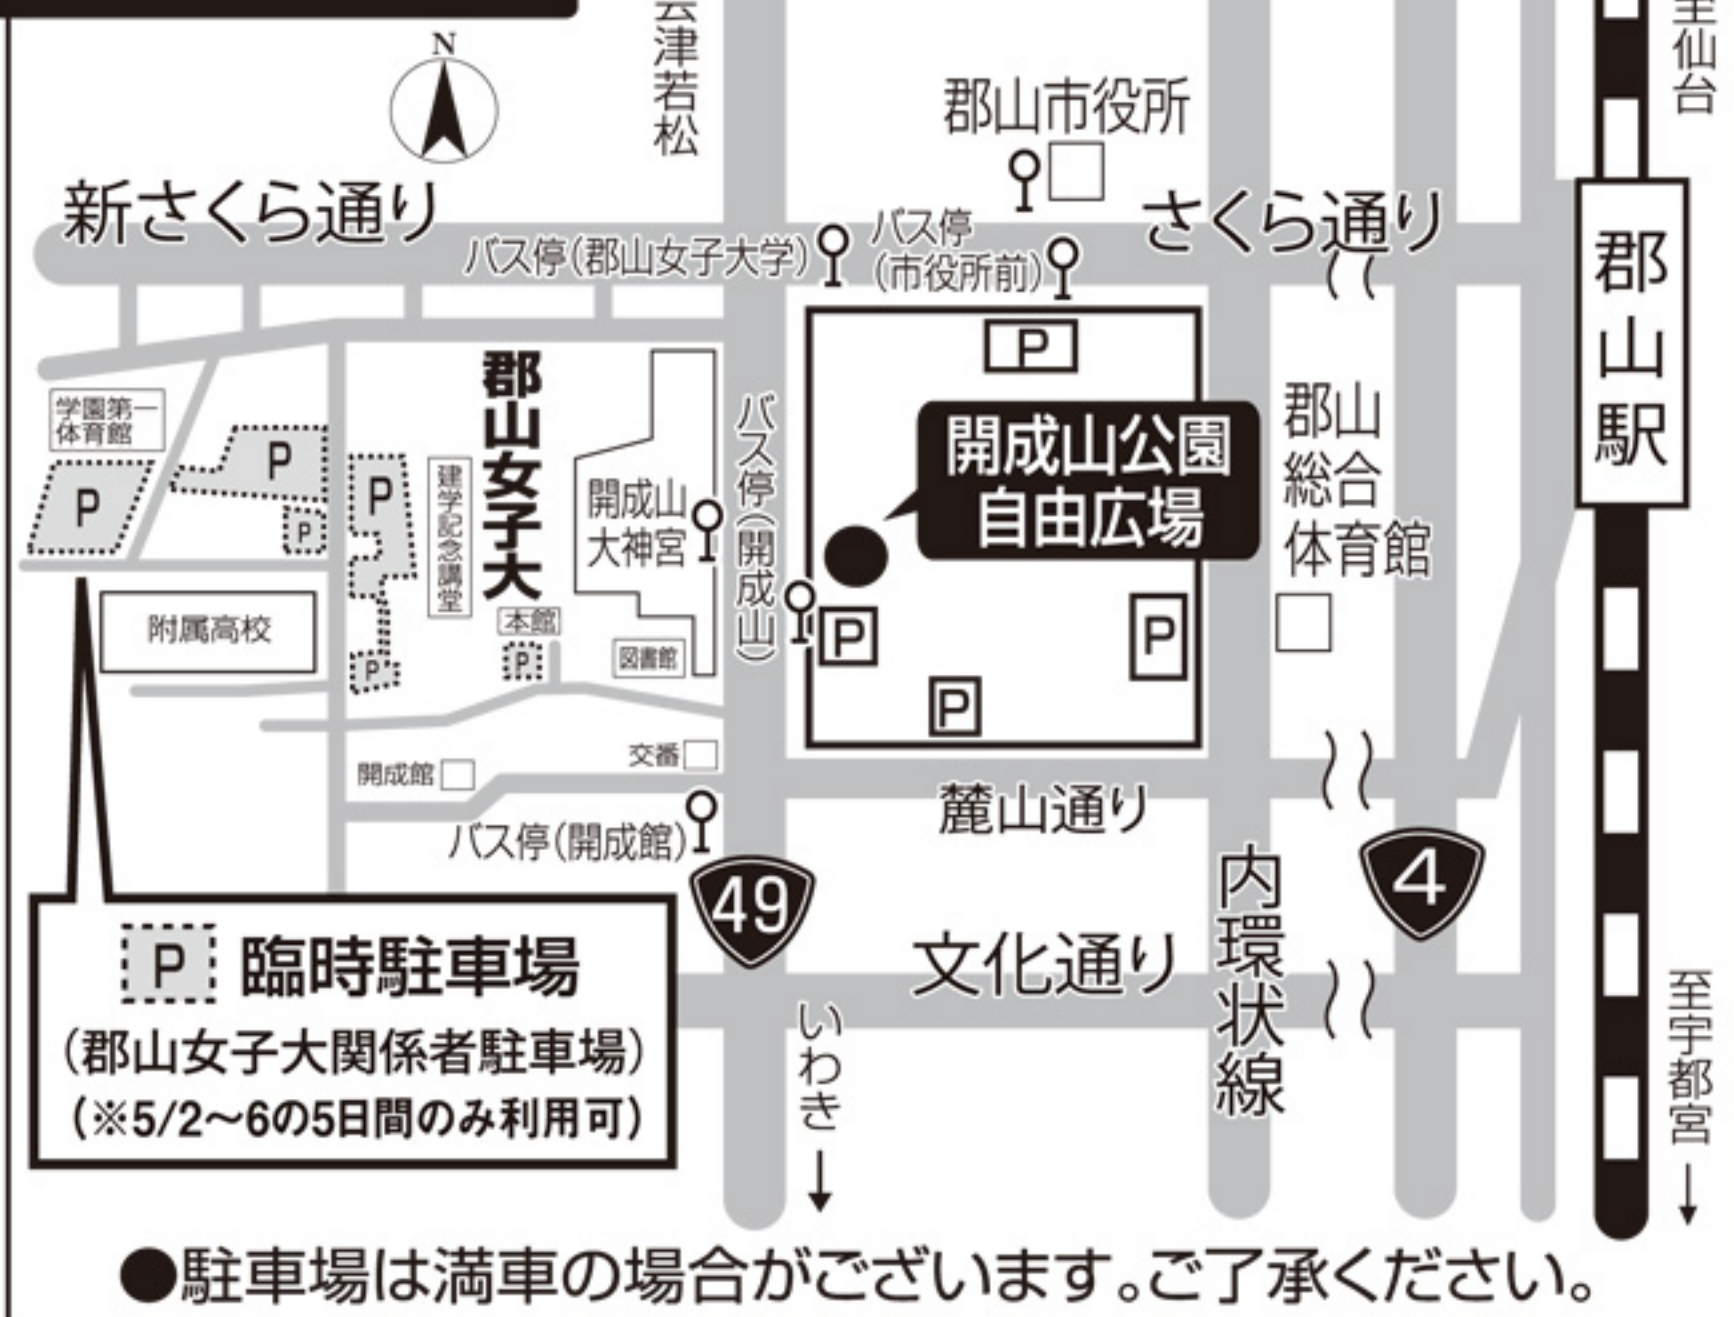 津若松
至仙台
N
郡山市役所
新さくら通り
さくら通り
バス停(郡山女子大学)
バス停
(市役所前)
郡山駅
P
学園第一
体育館
P
P
P
P
P
建学記念講堂
郡山女子大
本館
P
図書館
開成山
大神宮
バス停(開成山)
開成山公園
自由広場
P
P
P
郡山
総合
体育館
附属高校
開成館
交番
バス停(開成館)
麓山通り
49
4
内環状線
文化通り
いわき
至宇都宮
P 臨時駐車場
(郡山女子大関係者駐車場)
(※5/2〜6の5日間のみ利用可)
●駐車場は満車の場合がございます。ご了承ください。